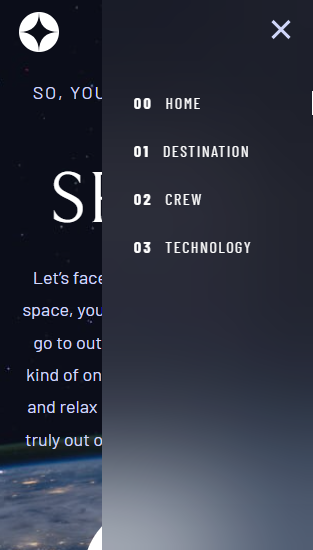 SO, YOU
00 HOME
01 DESTINATION
02 CREW
03 TECHNOLOGY
Let's face
space, you
go to out
kind of on
and relax
truly out o